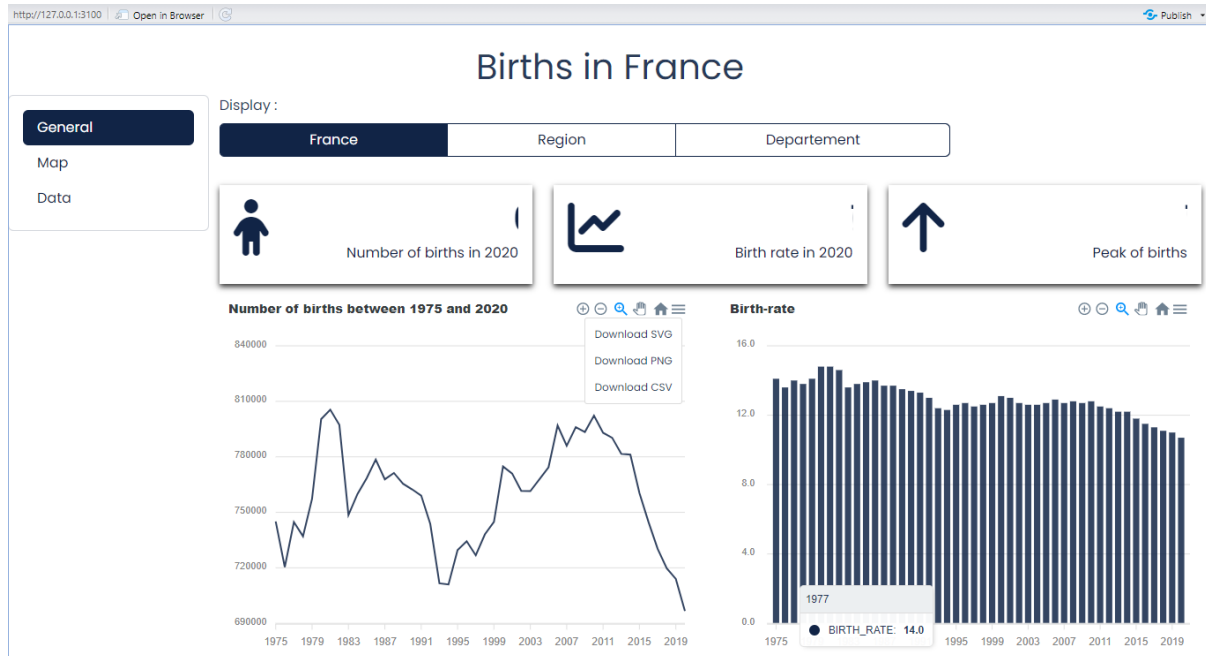 http://127.0.0.1:3100 Open in Browser Publish
Births in France
Display :
General
Map
Data
France Region Departement
Number of births in 2020
Birth rate in 2020
Peak of births
Number of births between 1975 and 2020
Download SVG
Download PNG
Download CSV
840000
810000
780000
750000
720000
690000
1975 1979 1983 1987 1991 1995 1999 2003 2007 2011 2015 2019
Birth-rate
16.0
12.0
8.0
4.0
0.0
1977
BIRTH_RATE: 14.0
1975 1995 1999 2003 2007 2011 2015 2019